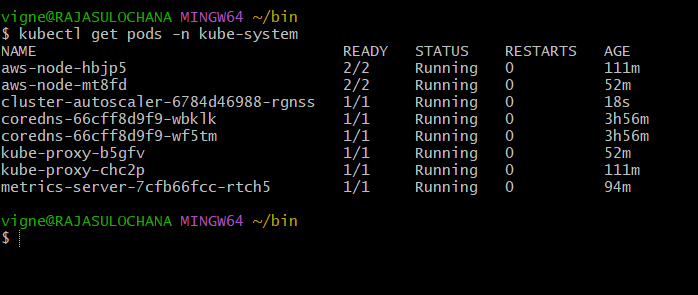 vigne@RAJASULOCHANA MINGW64 ~/bin
$ kubectl get pods -n kube-system
NAME READY STATUS RESTARTS AGE
aws-node-hbjp5 2/2 Running 0 111m
aws-node-mt8fd 2/2 Running 0 52m
cluster-autoscaler-6784d46988-rgnss 1/1 Running 0 18s
coredns-66cff8d9f9-wbklk 1/1 Running 0 3h56m
coredns-66cff8d9f9-wf5tm 1/1 Running 0 3h56m
kube-proxy-b5gfv 1/1 Running 0 52m
kube-proxy-chc2p 1/1 Running 0 111m
metrics-server-7cfb66fcc-rtch5 1/1 Running 0 94m
vigne@RAJASULOCHANA MINGW64 ~/bin
$